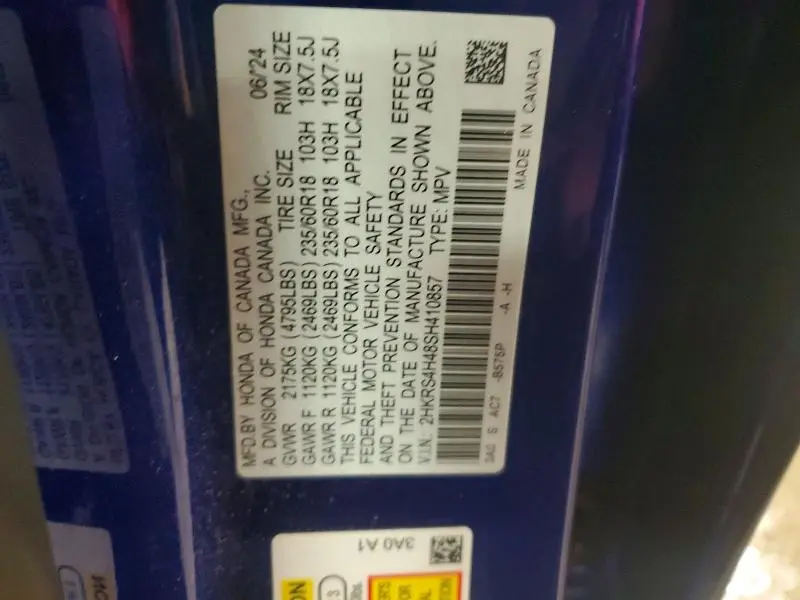 MFD.BY HONDA OF CANADA MFG., 06/24
A DIVISION OF HONDA CANADA INC.
GVWR 2175KG (4795LBS) TIRE SIZE RIM SIZE
GAWR F 1120KG (2469LBS) 235/60R18 103H 18X7.5J
GAWR R 1120KG (2469LBS) 235/60R18 103H 18X7.5J
THIS VEHICLE CONFORMS TO ALL APPLICABLE
FEDERAL MOTOR VEHICLE SAFETY
AND THEFT PREVENTION STANDARDS IN EFFECT
ON THE DATE OF MANUFACTURE SHOWN ABOVE.
V.I.N. 2HKRS4H48SH410857 TYPE: MPV
3A0 S AC7 -B575P -A -H
MADE IN CANADA
3A0 A1